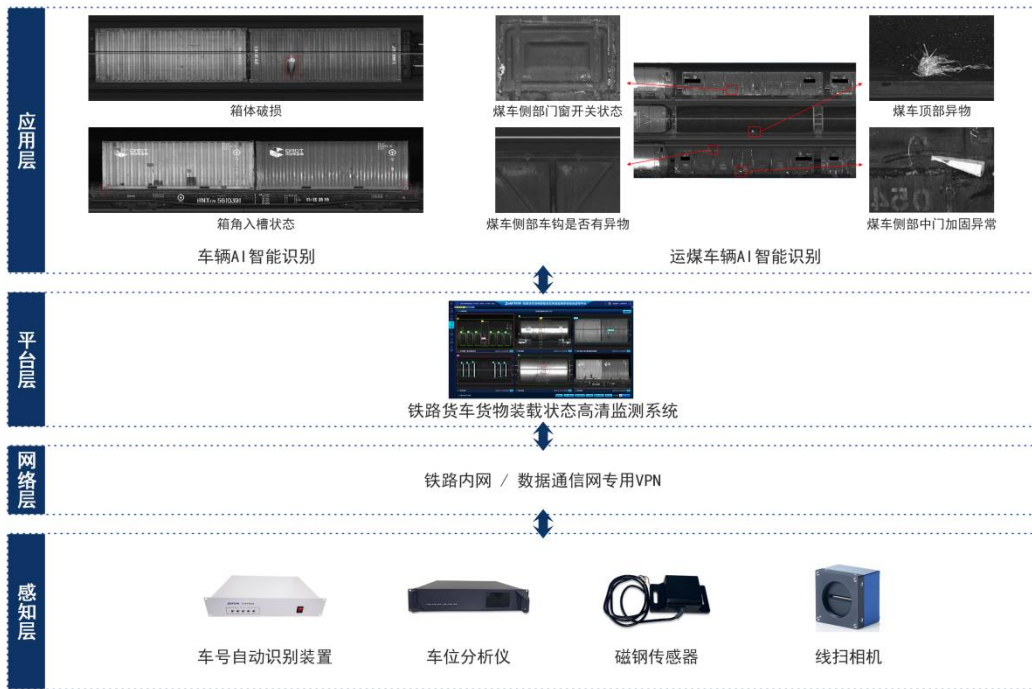 应用层
箱体破损
煤车侧部门窗开关状态
煤车顶部异物
箱角入槽状态
煤车侧部车钩是否有异物
煤车侧部中门加固异常
车辆AI智能识别
运煤车辆AI智能识别
平台层
铁路货车货物装载状态高清监测系统
网络层
铁路内网 / 数据通信网专用VPN
感知层
车号自动识别装置
车位分析仪
磁钢传感器
线扫相机